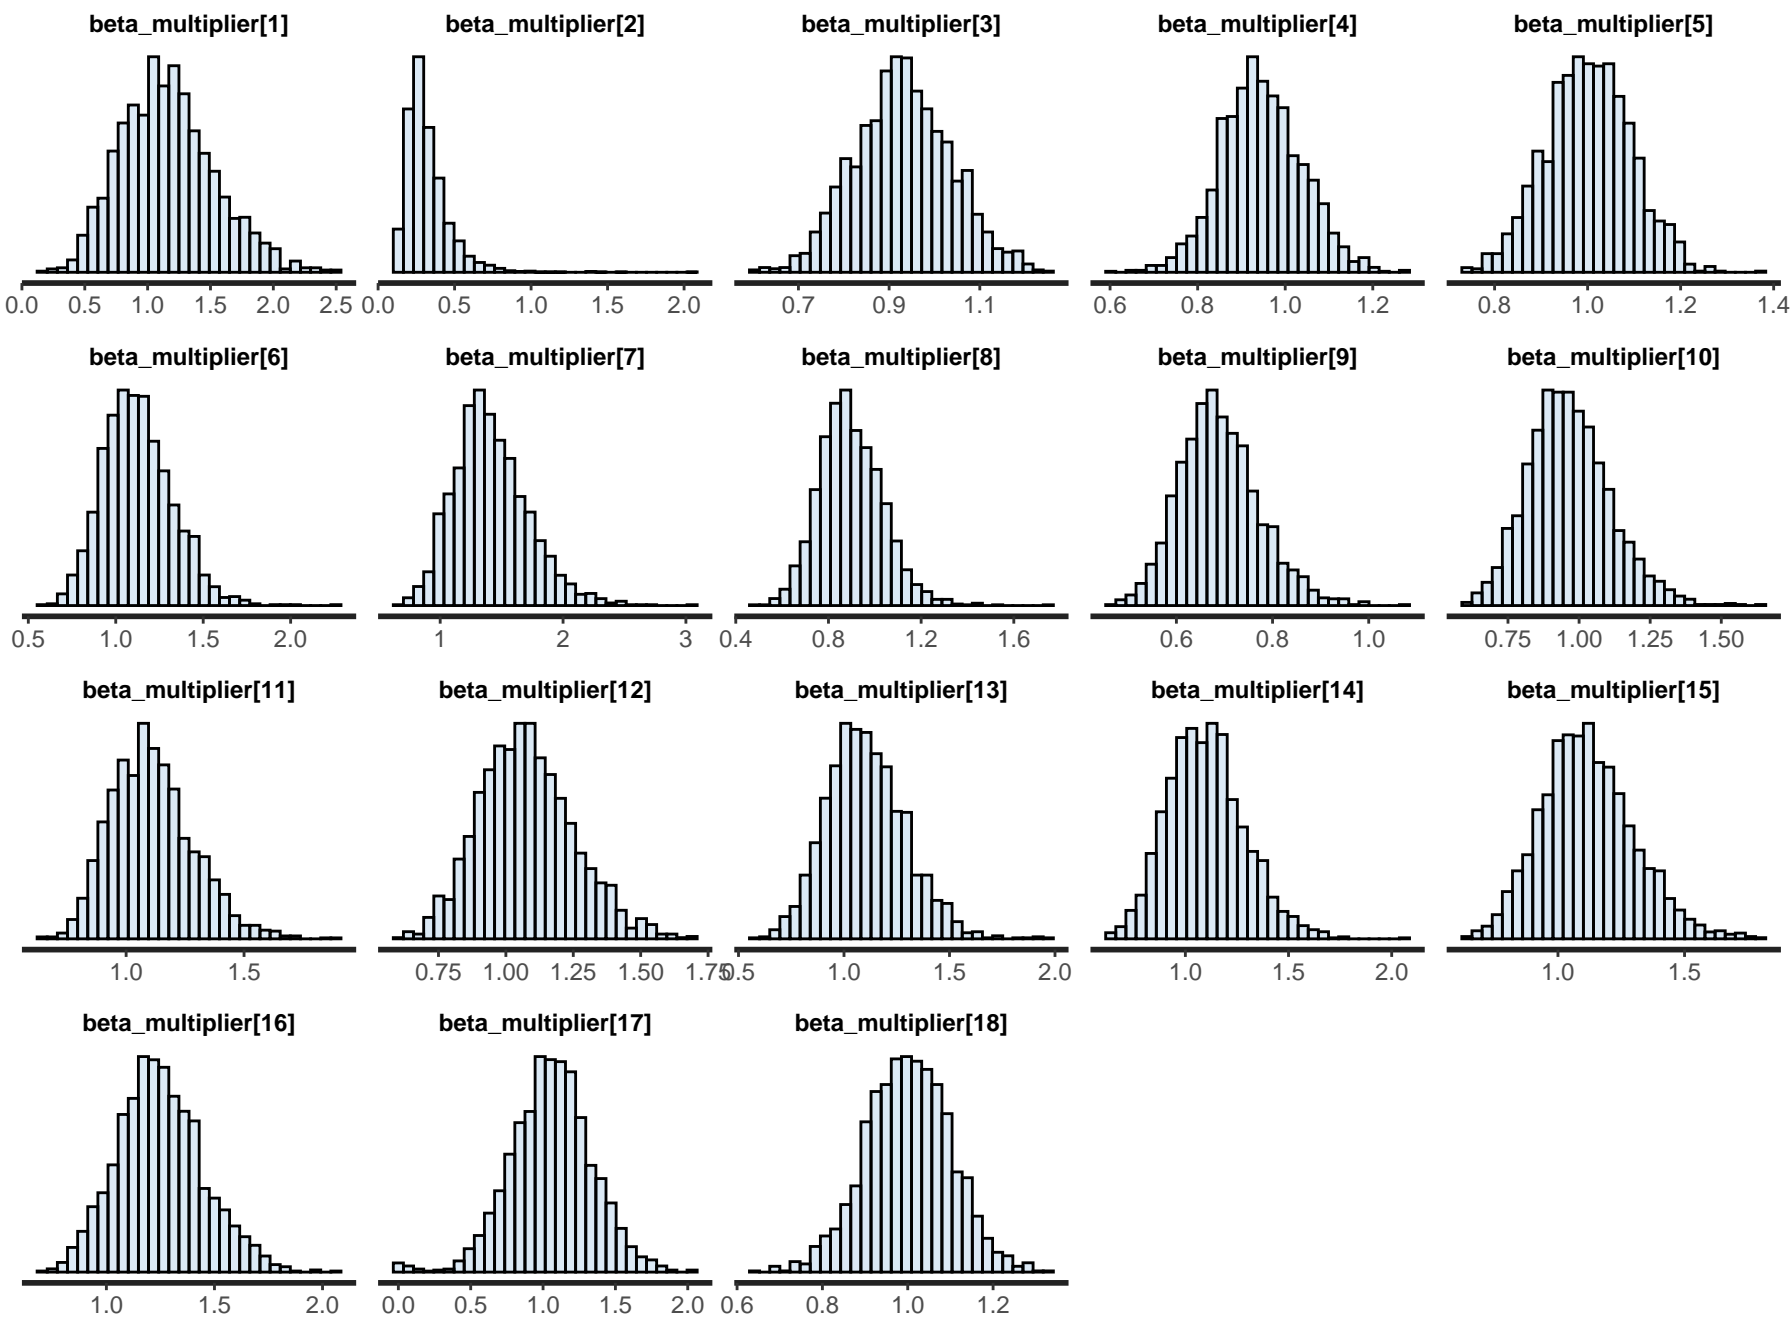 beta_multiplier[1] beta_multiplier[2] beta_multiplier[3] beta_multiplier[4] beta_multiplier[5]
0.0 0.5 1.0 1.5 2.0 2.5 0.0 0.5 1.0 1.5 2.0 0.7 0.9 1.1 0.6 0.8 1.0 1.2 0.8 1.0 1.2 1.4
beta_multiplier[6] beta_multiplier[7] beta_multiplier[8] beta_multiplier[9] beta_multiplier[10]
0.5 1.0 1.5 2.0 1 2 3 0.4 0.8 1.2 1.6 0.6 0.8 1.0 0.75 1.00 1.25 1.50
beta_multiplier[11] beta_multiplier[12] beta_multiplier[13] beta_multiplier[14] beta_multiplier[15]
1.0 1.5 0.75 1.00 1.25 1.50 1.75 0.5 1.0 1.5 2.0 1.0 1.5 2.0 1.0 1.5
beta_multiplier[16] beta_multiplier[17] beta_multiplier[18]
1.0 1.5 2.0 0.0 0.5 1.0 1.5 2.0 0.6 0.8 1.0 1.2